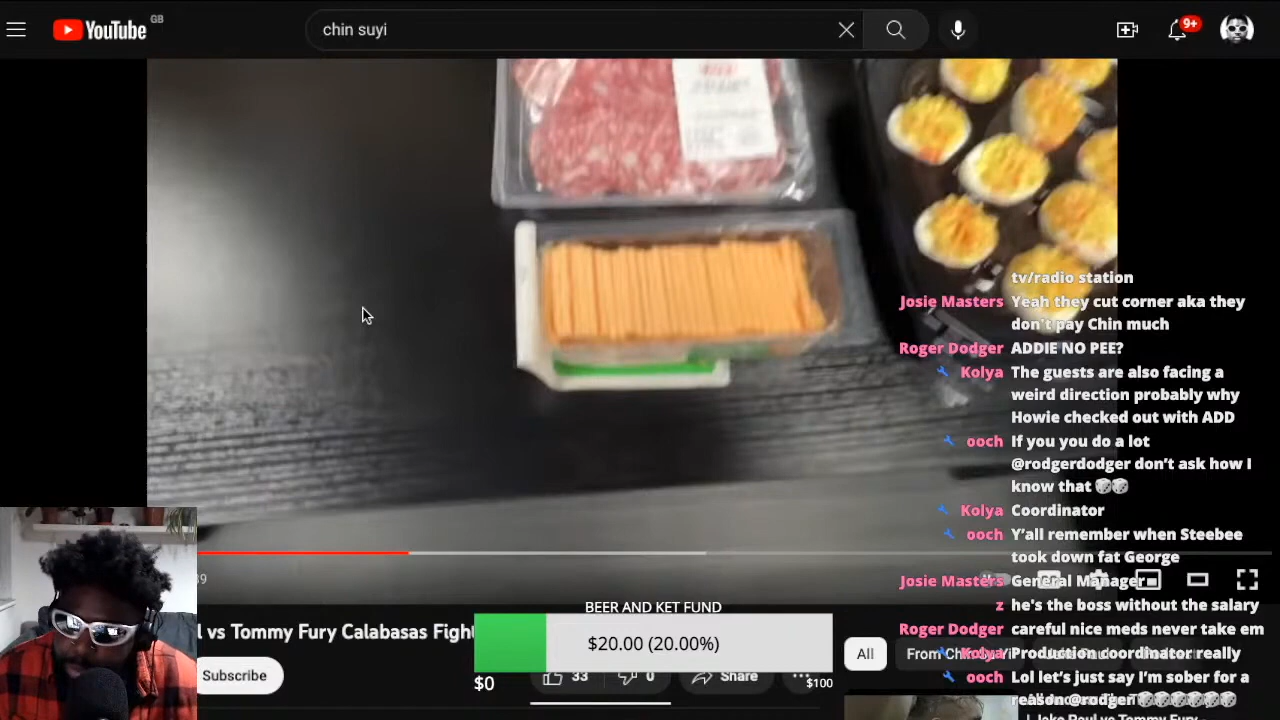 YouTube GB
chin suyi
9+
tv/radio station
Josie Masters Yeah they cut corner aka they
don't pay Chin much
Roger Dodger ADDIE NO PEE?
Kolya The guests are also facing a
weird direction probably why
Howie checked out with ADD
ooch If you you do a lot
@rodgerdodger don't ask how I
know that
Kolya Coordinator
ooch Y'all remember when Steebee
took down fat George
Josie Masters General Manager
z he's the boss without the salary
Roger Dodger careful nice meds never take em
Kolya Production coordinator really
ooch Lol let's just say I'm sober for a
reason @rodger
BEER AND KET FUND
l vs Tommy Fury Calabasas Fight
$20.00 (20.00%)
All
Subscribe
33
0
Share
$0
$100